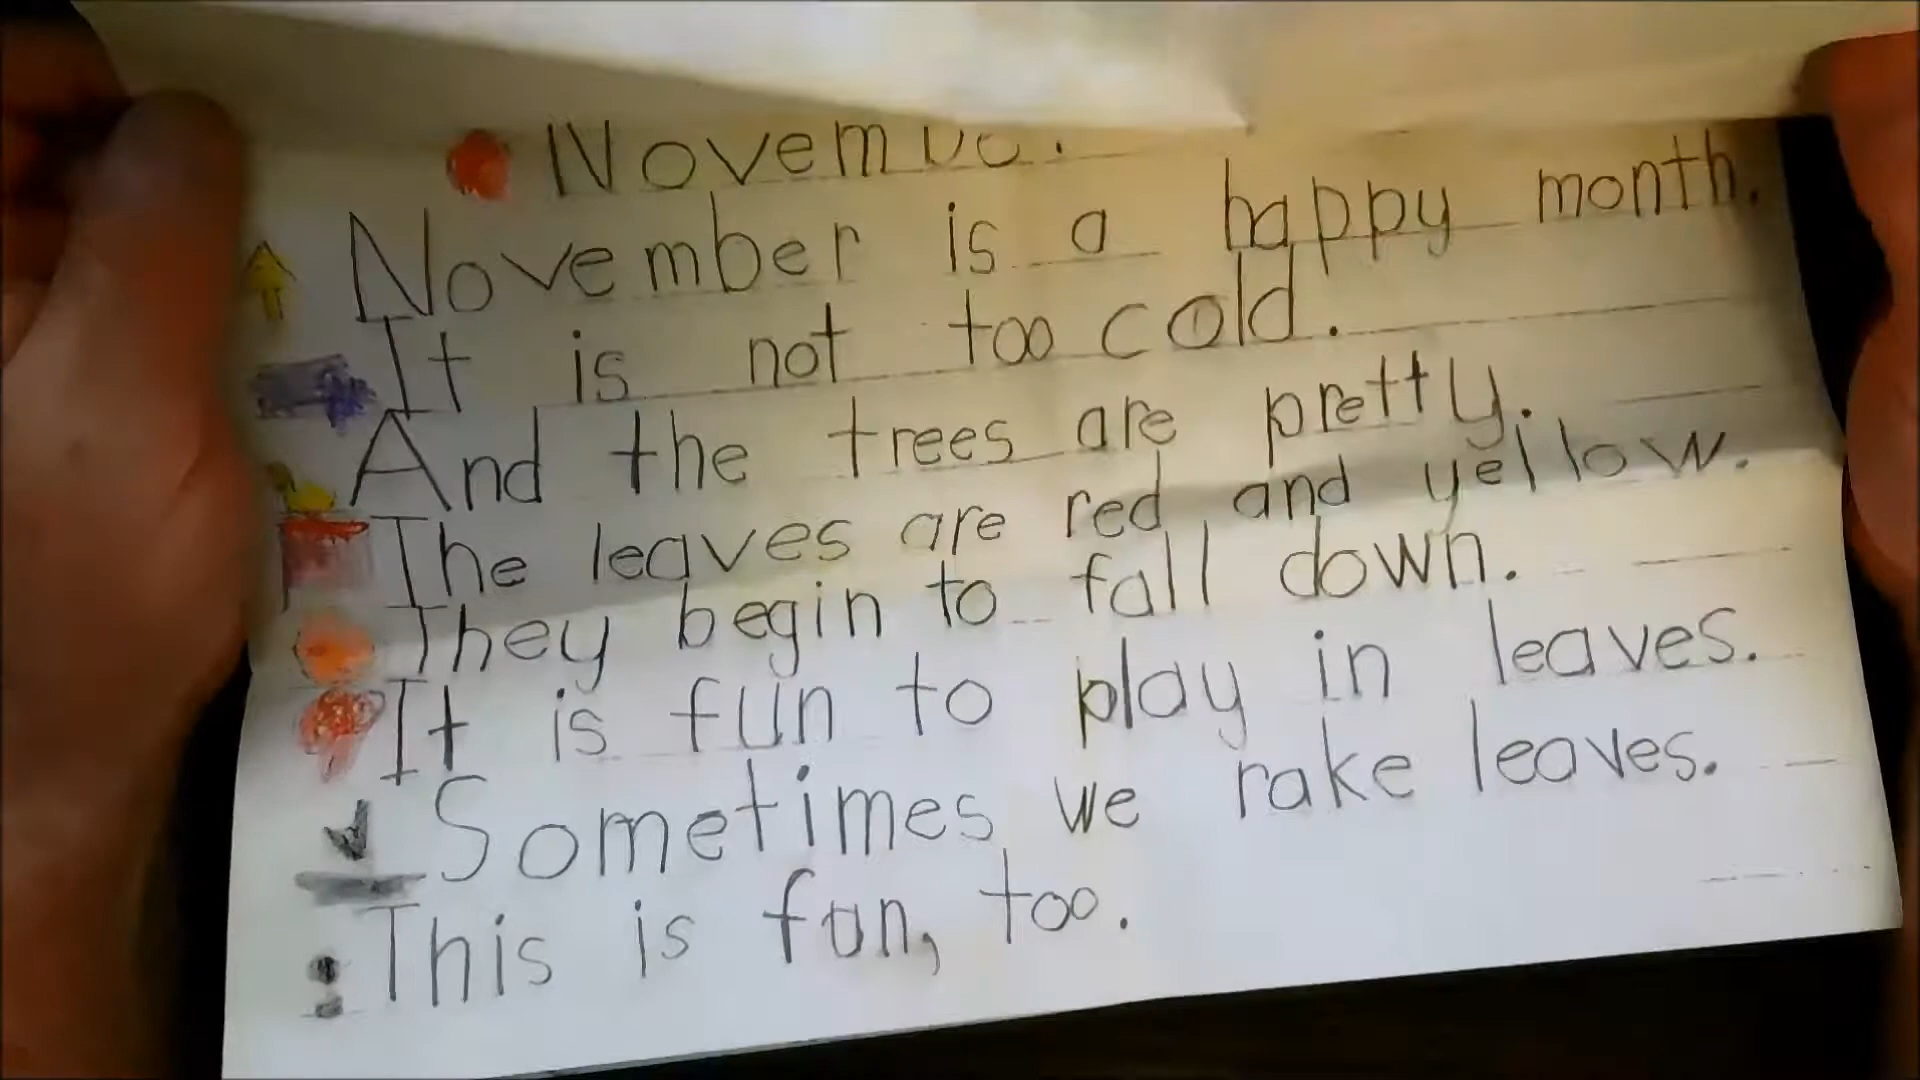 November is a happy month.
It is not too cold.
And the trees are pretty.
The leaves are red and yellow.
They begin to fall down.
It is fun to play in leaves.
Sometimes we rake leaves.
This is fun, too.